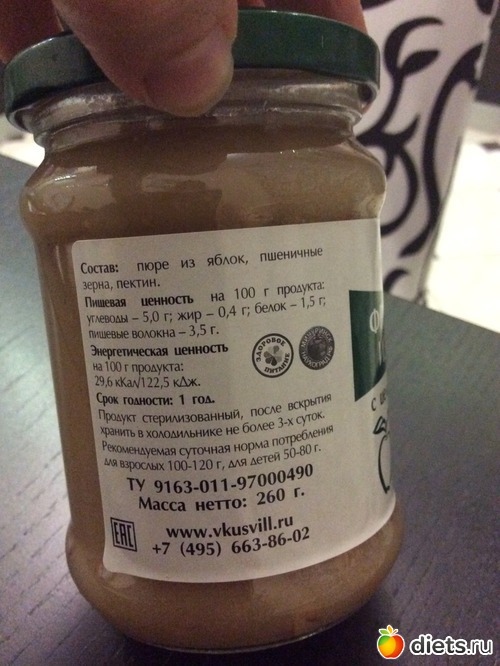 Состав: пюре из яблок, пшеничные
зерна, пектин.
Пищевая ценность на 100 г продукта:
углеводы – 5,0 г; жир – 0,4 г; белок – 1,5 г;
пищевые волокна – 3,5 г.
Энергетическая ценность
на 100 г продукта:
29,6 кКал/122,5 кДж.
ЗДОРОВОЕ
ПИТАНИЕ
Срок годности: 1 год.
Продукт стерилизованный, после вскрытия
хранить в холодильнике не более 3-х суток.
Рекомендуемая суточная норма потребления
для взрослых 100-120 г, для детей 50-80 г.
ТУ 9163-011-97000490
Масса нетто: 260 г.
ЕАС
www.vkusvill.ru
+7 (495) 663-86-02
diets.ru